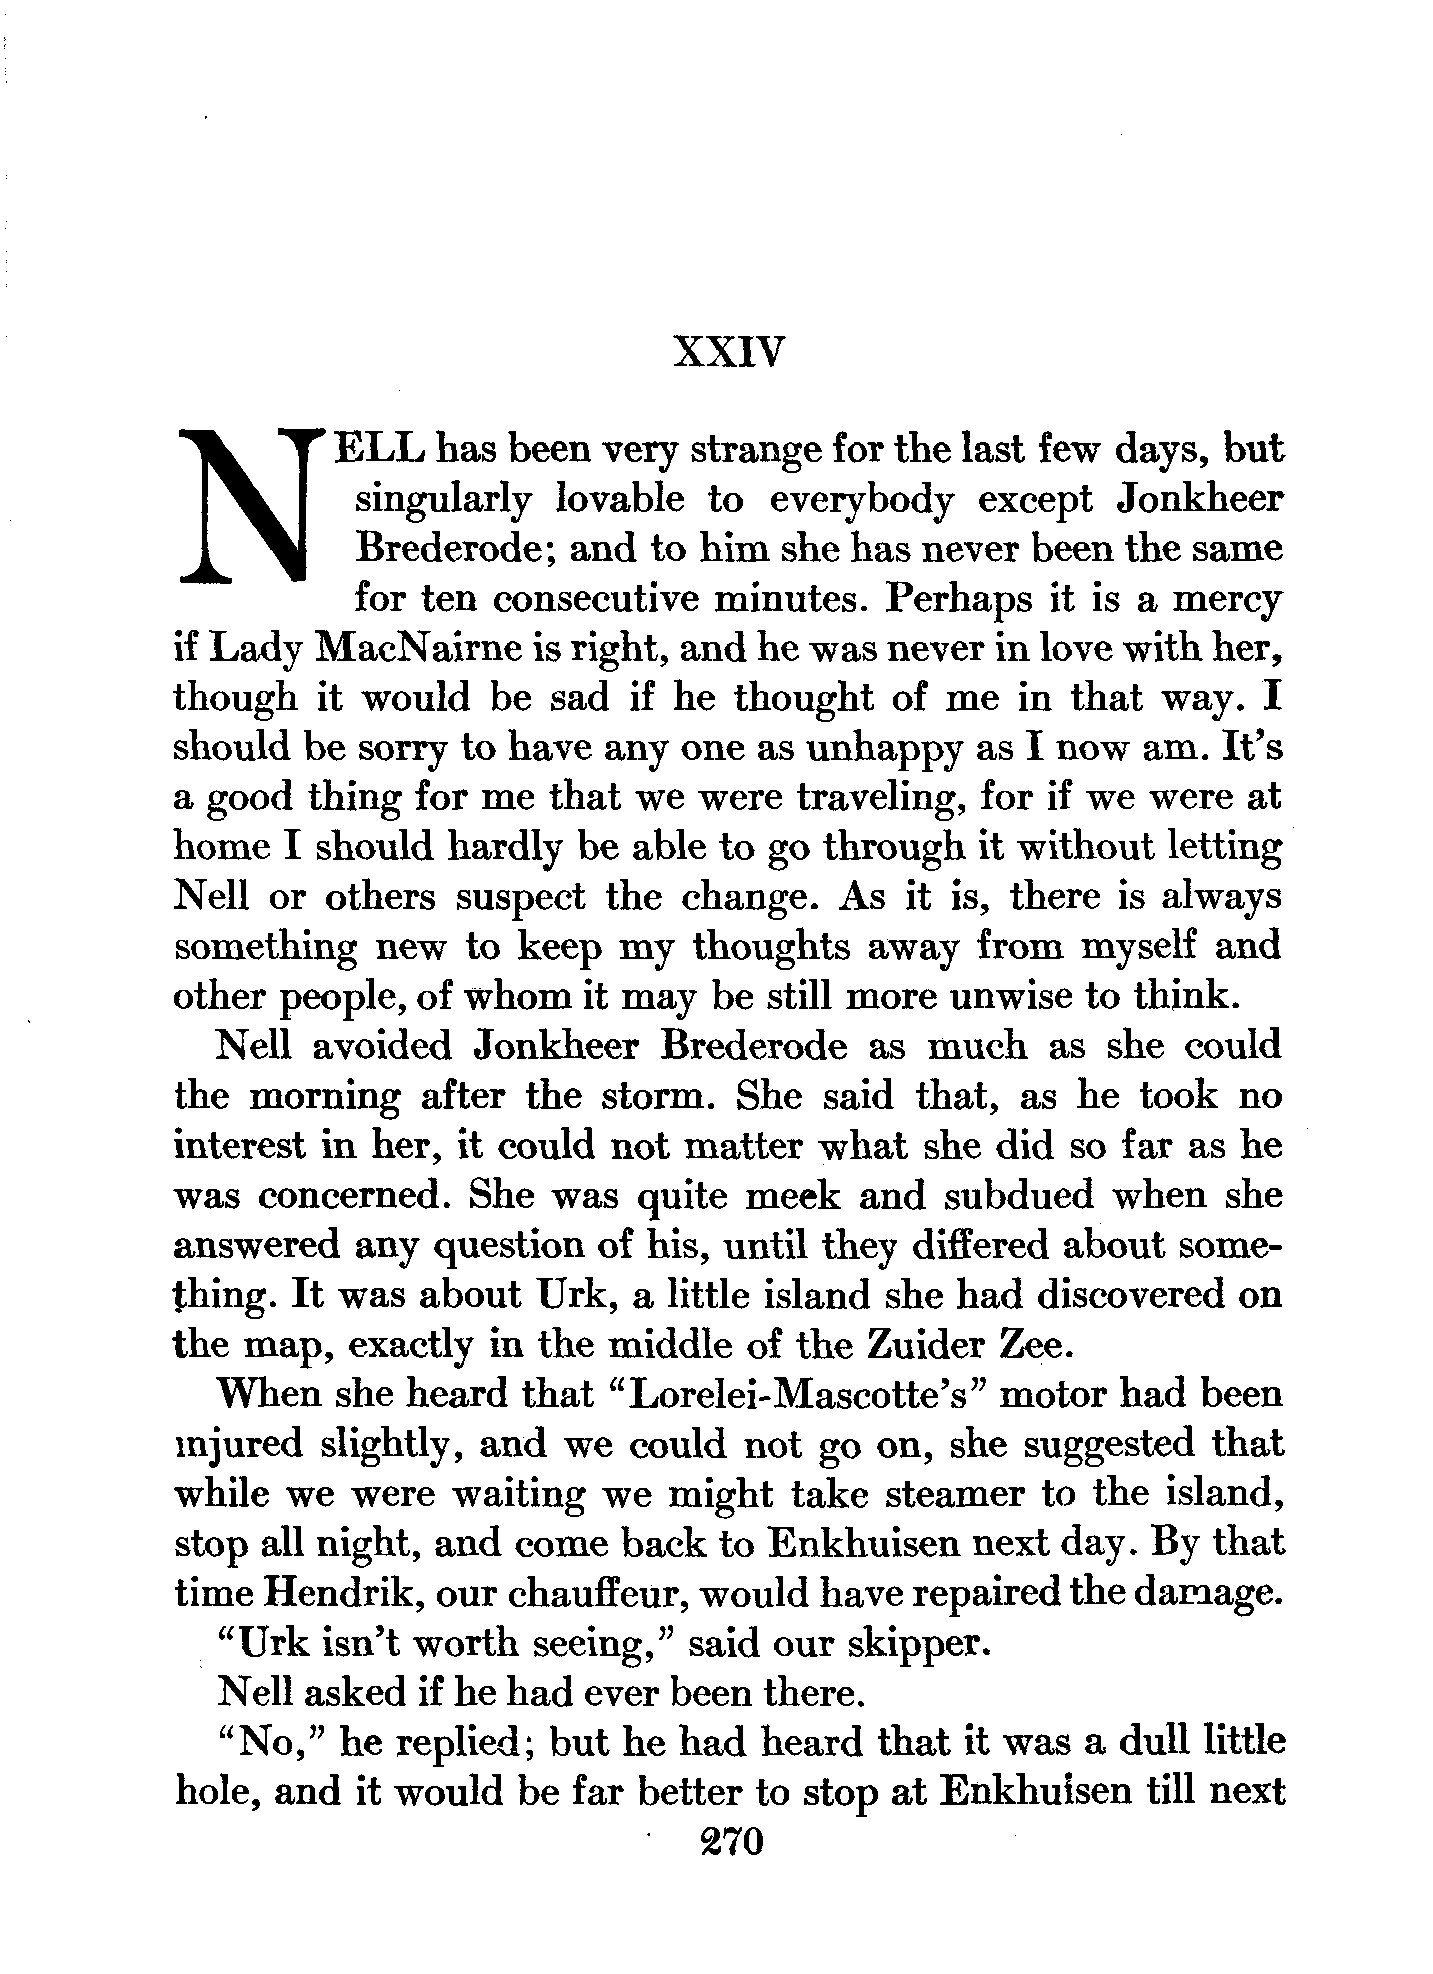 XXIV
NELL has been very strange for the last few days, but
singularly lovable to everybody except Jonkheer
Brederode; and to him she has never been the same
for ten consecutive minutes. Perhaps it is a mercy
if Lady MacNairne is right, and he was never in love with her,
though it would be sad if he thought of me in that way. I
should be sorry to have any one as unhappy as I now am. It's
a good thing for me that we were traveling, for if we were at
home I should hardly be able to go through it without letting
Nell or others suspect the change. As it is, there is always
something new to keep my thoughts away from myself and
other people, of whom it may be still more unwise to think.
Nell avoided Jonkheer Brederode as much as she could
the morning after the storm. She said that, as he took no
interest in her, it could not matter what she did so far as he
was concerned. She was quite meek and subdued when she
answered any question of his, until they differed about some-
thing. It was about Urk, a little island she had discovered on
the map, exactly in the middle of the Zuider Zee.
When she heard that "Lorelei-Mascotte's" motor had been
injured slightly, and we could not go on, she suggested that
while we were waiting we might take steamer to the island,
stop all night, and come back to Enkhuisen next day. By that
time Hendrik, our chauffeur, would have repaired the damage.
"Urk isn't worth seeing," said our skipper.
Nell asked if he had ever been there.
"No," he replied; but he had heard that it was a dull little
hole, and it would be far better to stop at Enkhuisen till next
270